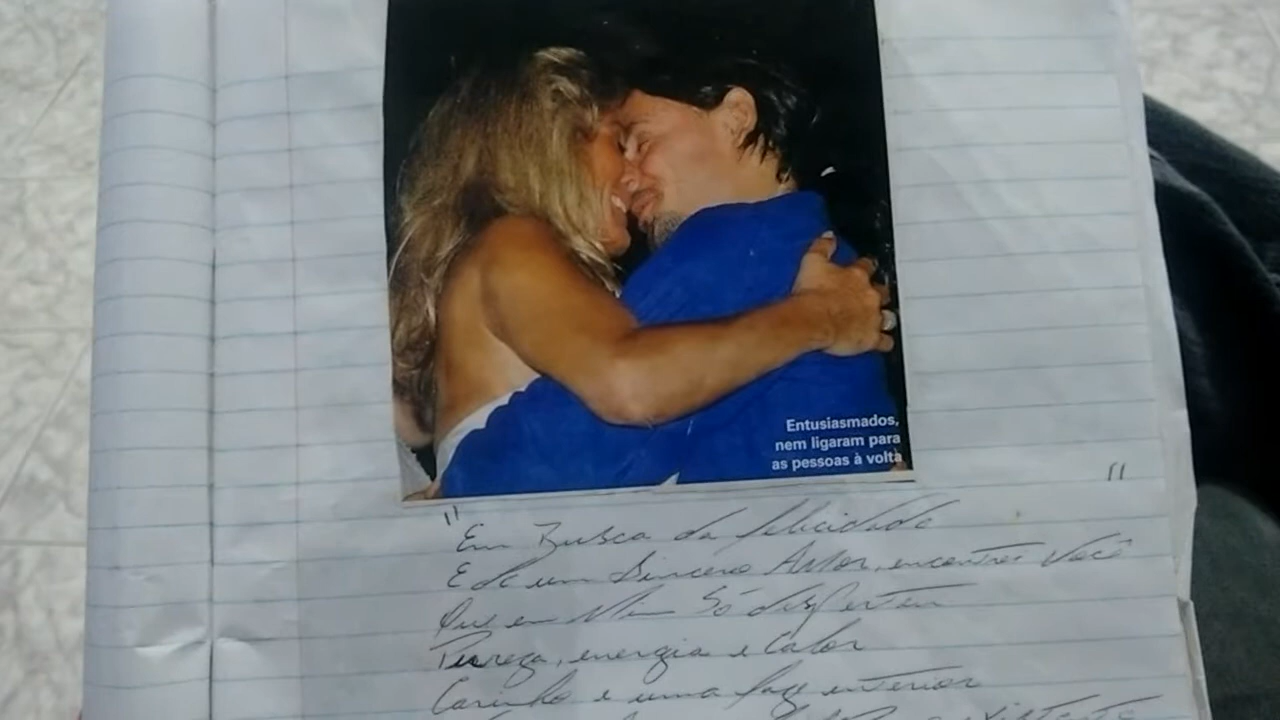 Entusiasmados,
nem ligaram para
as pessoas à volta
"Em Busca da felicidade "
E de um Sincero Amor, encontrei Você
Que em Mim Só despertou
Pureza, energia e Calor
Carinho e uma paz interior